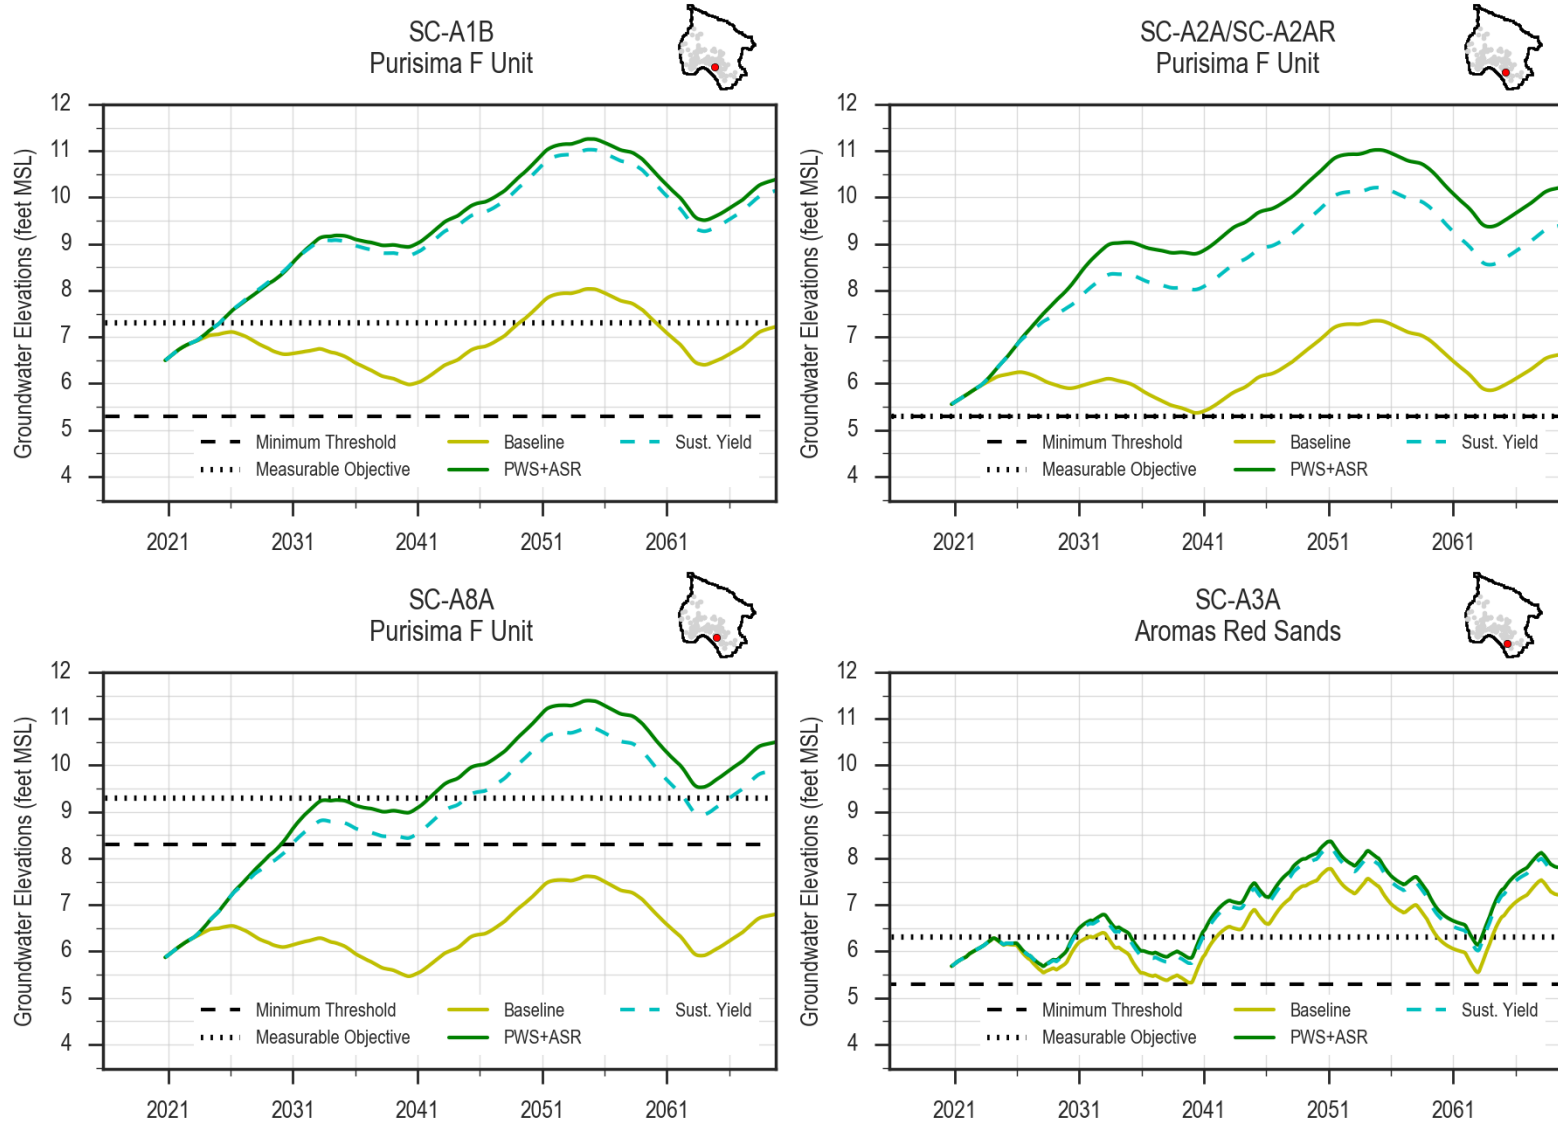 SC-A1B
Purisima F Unit
Groundwater Elevations (feet MSL)
12
11
10
9
8
7
6
5
4
Minimum Threshold
Baseline
Sust. Yield
Measurable Objective
PWS+ASR
2021
2031
2041
2051
2061
SC-A2A/SC-A2AR
Purisima F Unit
Groundwater Elevations (feet MSL)
12
11
10
9
8
7
6
5
4
Minimum Threshold
Baseline
Sust. Yield
Measurable Objective
PWS+ASR
2021
2031
2041
2051
2061
SC-A8A
Purisima F Unit
Groundwater Elevations (feet MSL)
12
11
10
9
8
7
6
5
4
Minimum Threshold
Baseline
Sust. Yield
Measurable Objective
PWS+ASR
2021
2031
2041
2051
2061
SC-A3A
Aromas Red Sands
Groundwater Elevations (feet MSL)
12
11
10
9
8
7
6
5
4
Minimum Threshold
Baseline
Sust. Yield
Measurable Objective
PWS+ASR
2021
2031
2041
2051
2061